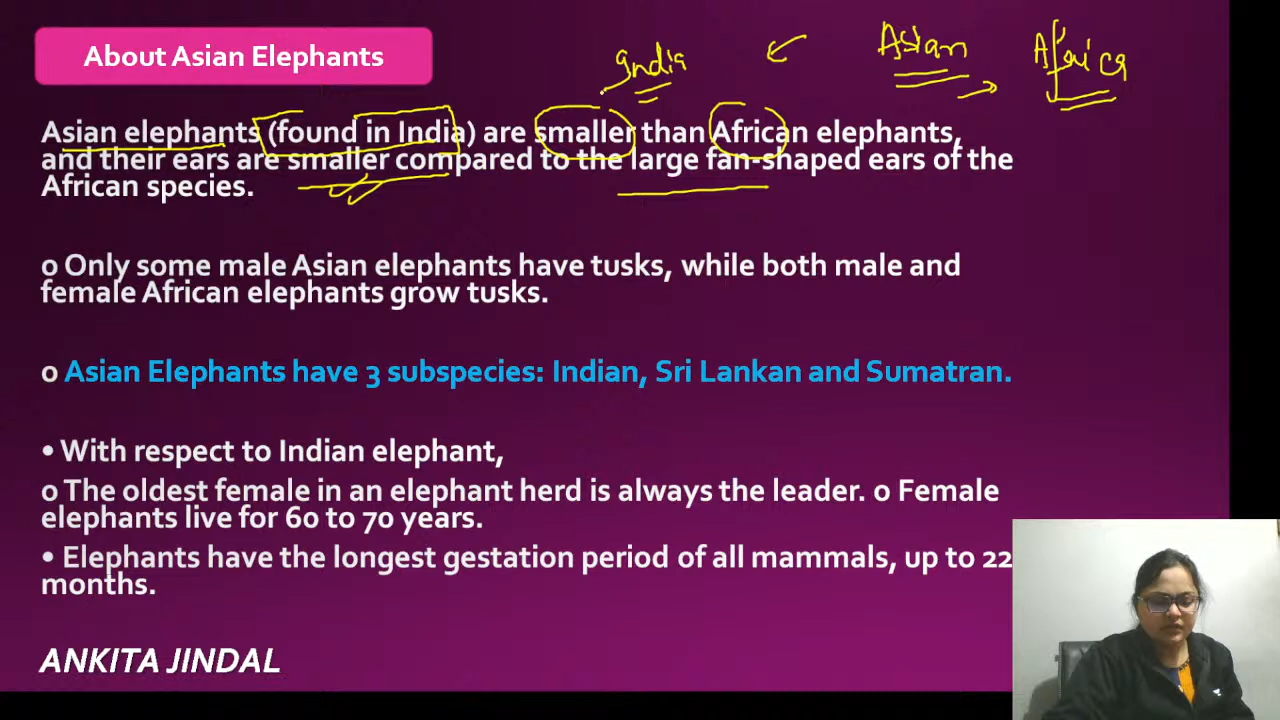 About Asian Elephants
India
Asian
Africa
Asian elephants (found in India) are smaller than African elephants,
and their ears are smaller compared to the large fan-shaped ears of the
African species.
o Only some male Asian elephants have tusks, while both male and
female African elephants grow tusks.
o Asian Elephants have 3 subspecies: Indian, Sri Lankan and Sumatran.
• With respect to Indian elephant,
o The oldest female in an elephant herd is always the leader. o Female
elephants live for 60 to 70 years.
• Elephants have the longest gestation period of all mammals, up to 22
months.
ANKITA JINDAL